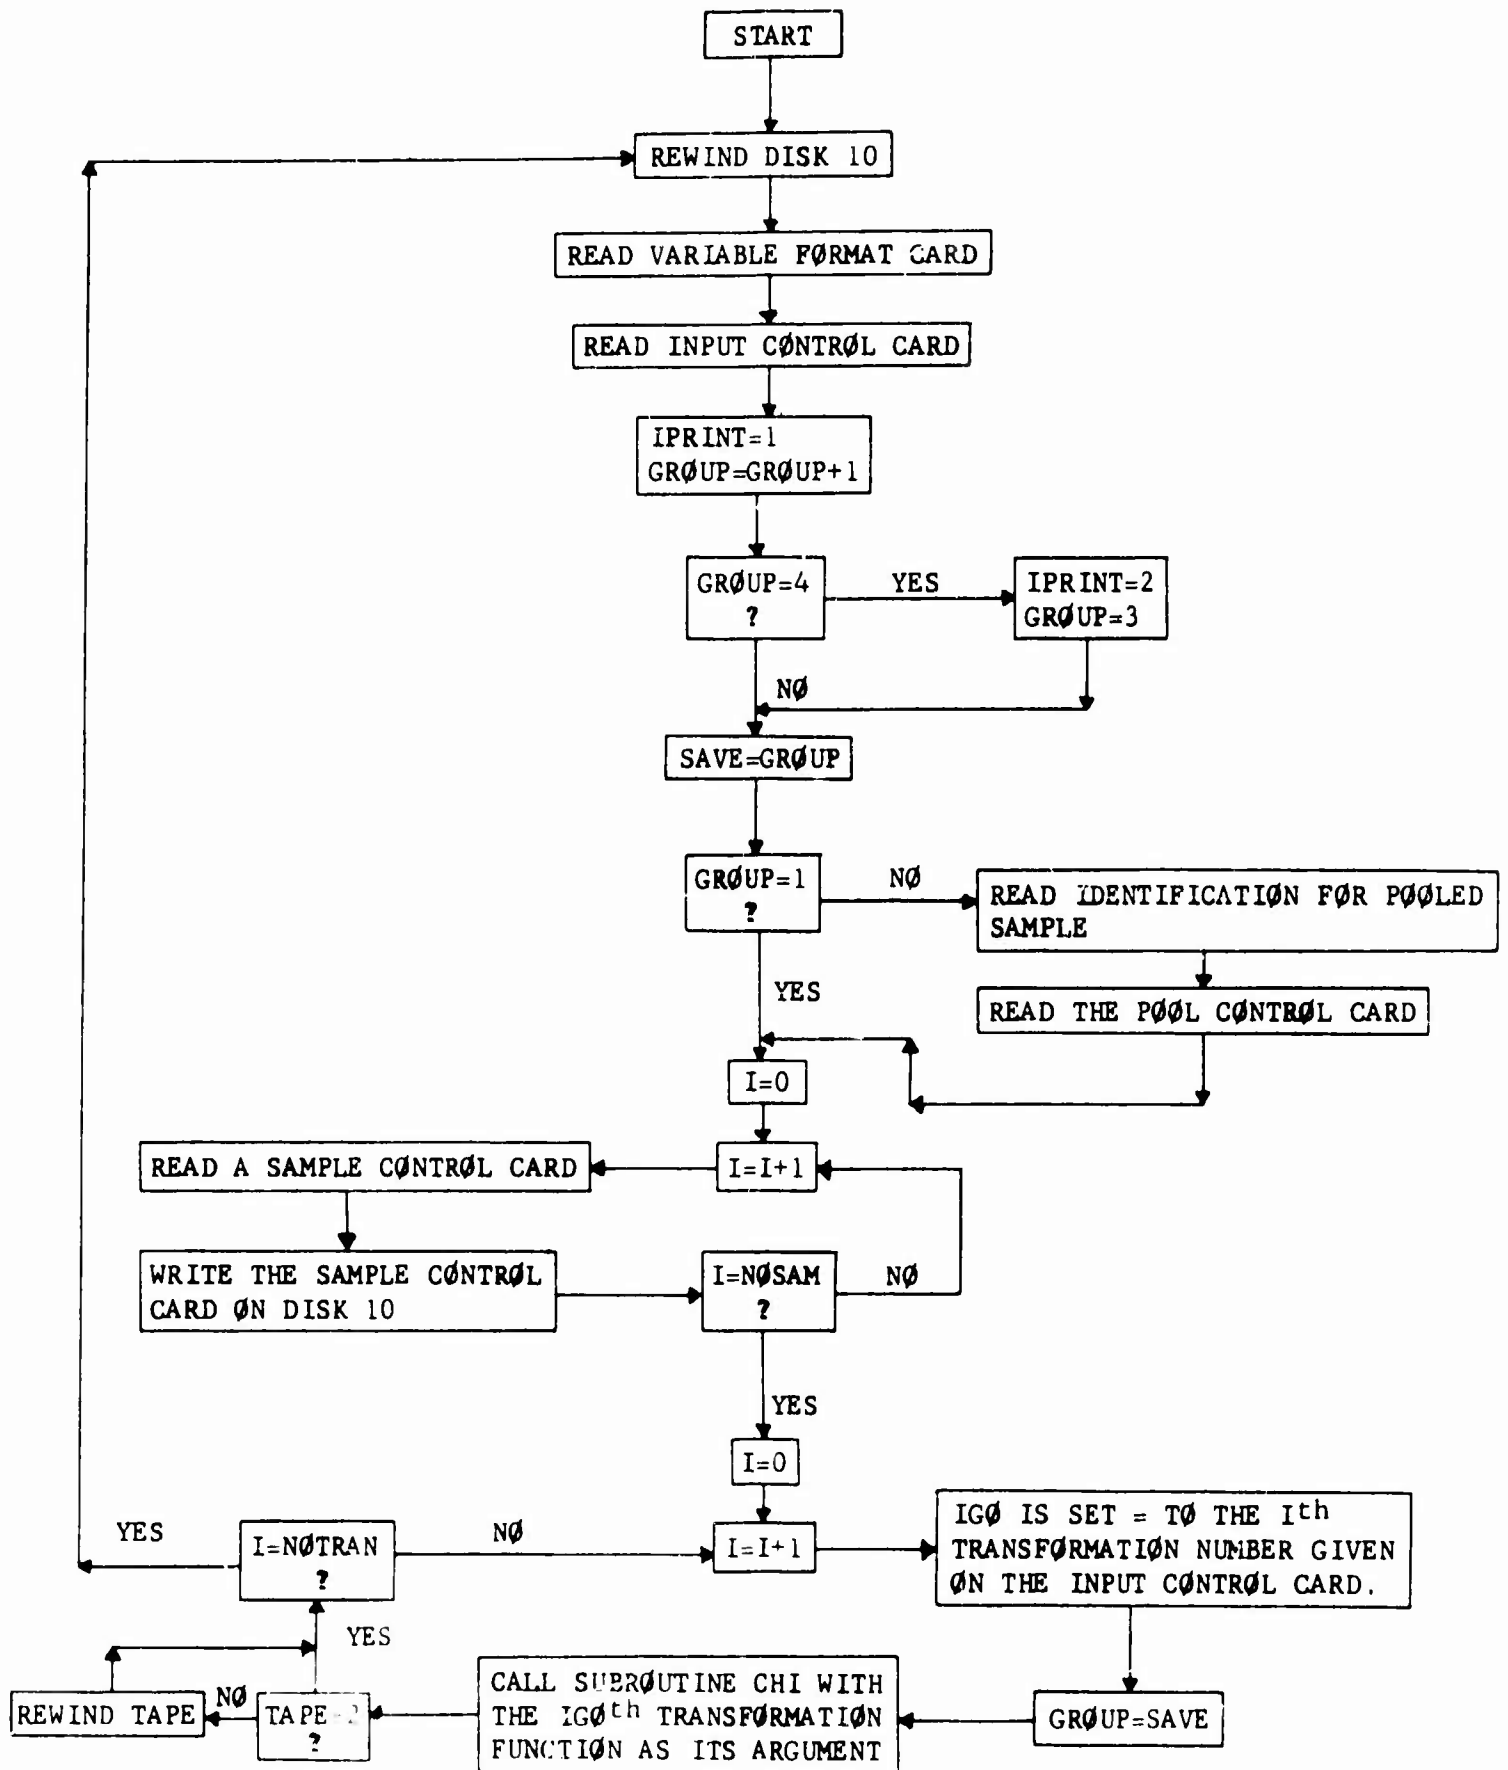 START
REWIND DISK 10
READ VARIABLE FØRMAT CARD
READ INPUT CØNTRØL CARD
IPRINT=1
GRØUP=GRØUP+1
GRØUP=4
?
YES
IPRINT=2
GRØUP=3
NØ
SAVE=GRØUP
GRØUP=1
?
NØ
READ IDENTIFICATIØN FØR PØØLED
SAMPLE
YES
READ THE PØØL CØNTRØL CARD
I=0
READ A SAMPLE CØNTRØL CARD
I=I+1
WRITE THE SAMPLE CØNTRØL
CARD ØN DISK 10
I=NØSAM
?
NØ
YES
I=0
YES
I=NØTRAN
?
NØ
I=I+1
IGØ IS SET = TØ THE Ith
TRANSFØRMATIØN NUMBER GIVEN
ØN THE INPUT CØNTRØL CARD.
YES
REWIND TAPE
NØ
TAPE=2
?
CALL SUBRØUTINE CHI WITH
THE IGØth TRANSFØRMATIØN
FUNCTIØN AS ITS ARGUMENT
GRØUP=SAVE